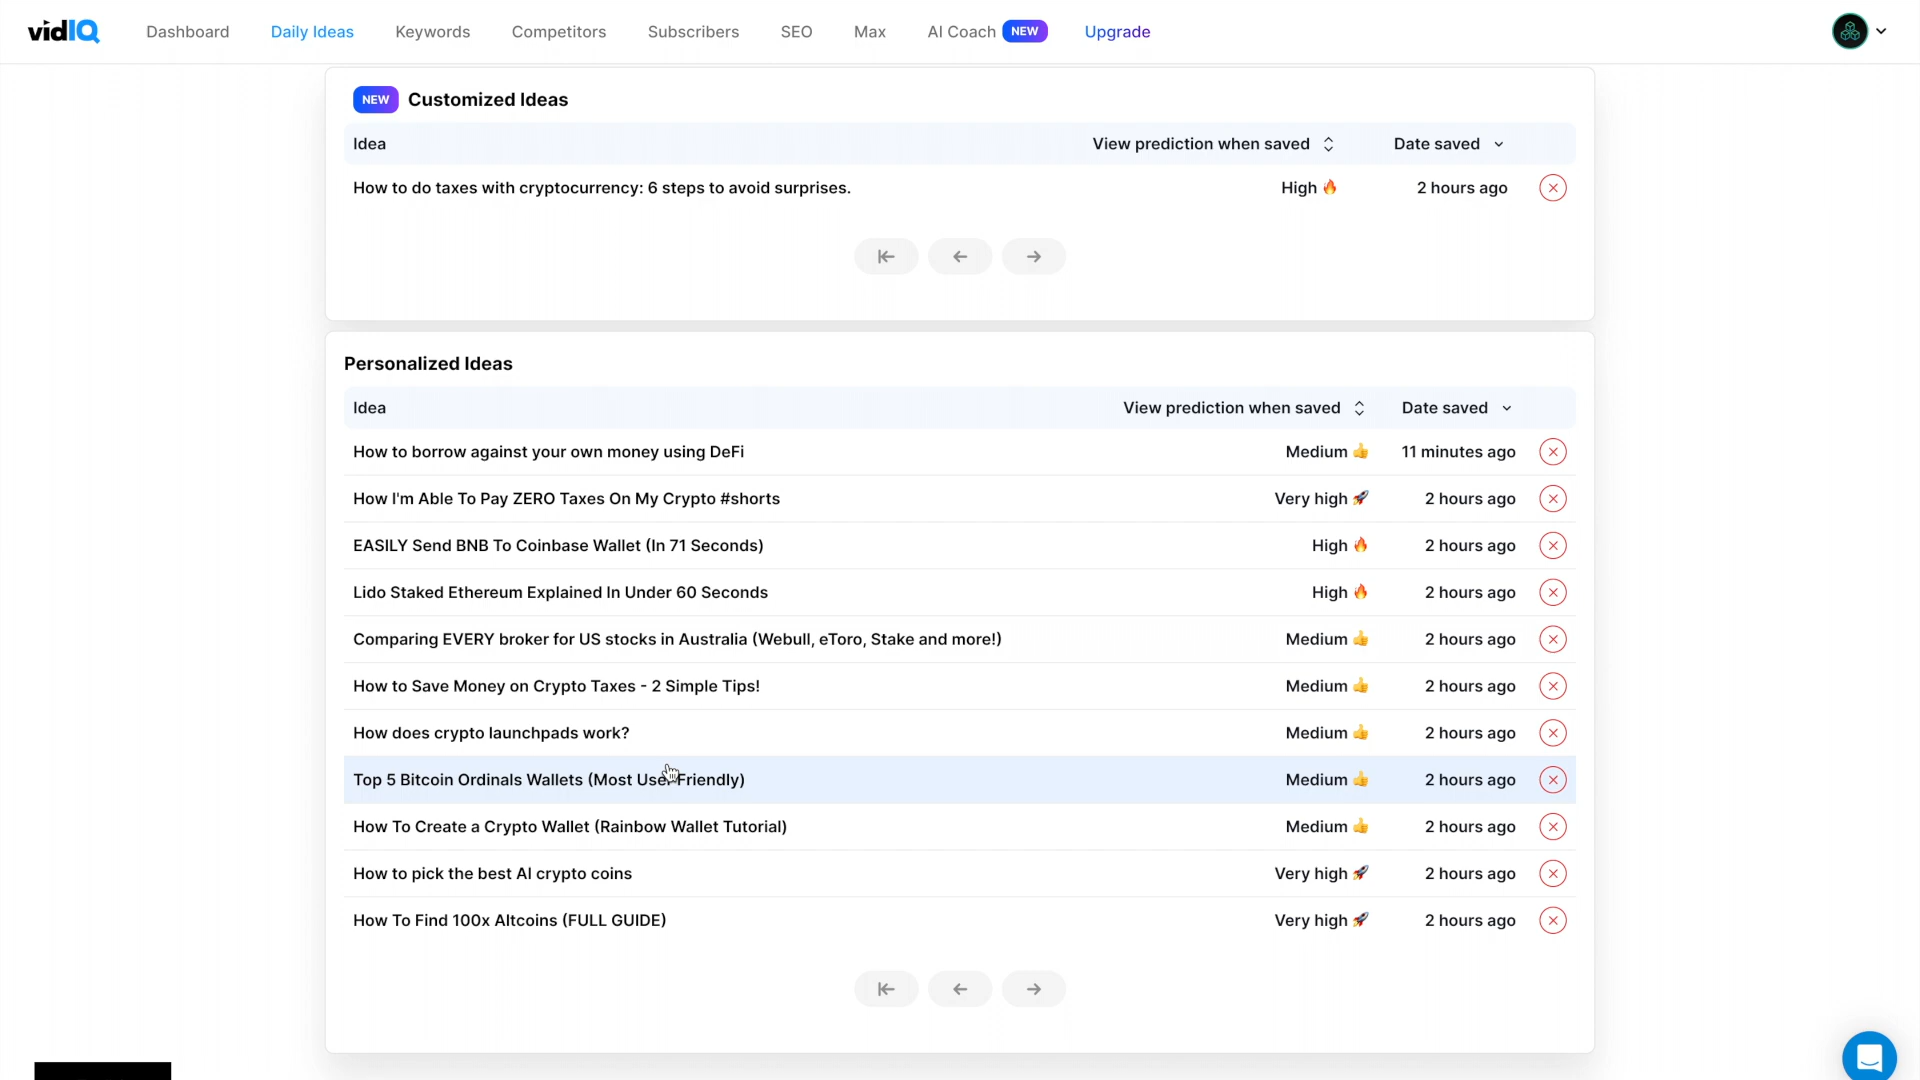 vidIQ Dashboard Daily Ideas Keywords Competitors Subscribers SEO Max AI Coach NEW Upgrade
NEW Customized Ideas
Idea View prediction when saved Date saved
How to do taxes with cryptocurrency: 6 steps to avoid surprises. High 🔥 2 hours ago
Personalized Ideas
Idea View prediction when saved Date saved
How to borrow against your own money using DeFi Medium 👍 11 minutes ago
How I'm Able To Pay ZERO Taxes On My Crypto #shorts Very high 🚀 2 hours ago
EASILY Send BNB To Coinbase Wallet (In 71 Seconds) High 🔥 2 hours ago
Lido Staked Ethereum Explained In Under 60 Seconds High 🔥 2 hours ago
Comparing EVERY broker for US stocks in Australia (Webull, eToro, Stake and more!) Medium 👍 2 hours ago
How to Save Money on Crypto Taxes - 2 Simple Tips! Medium 👍 2 hours ago
How does crypto launchpads work? Medium 👍 2 hours ago
Top 5 Bitcoin Ordinals Wallets (Most User Friendly) Medium 👍 2 hours ago
How To Create a Crypto Wallet (Rainbow Wallet Tutorial) Medium 👍 2 hours ago
How to pick the best AI crypto coins Very high 🚀 2 hours ago
How To Find 100x Altcoins (FULL GUIDE) Very high 🚀 2 hours ago